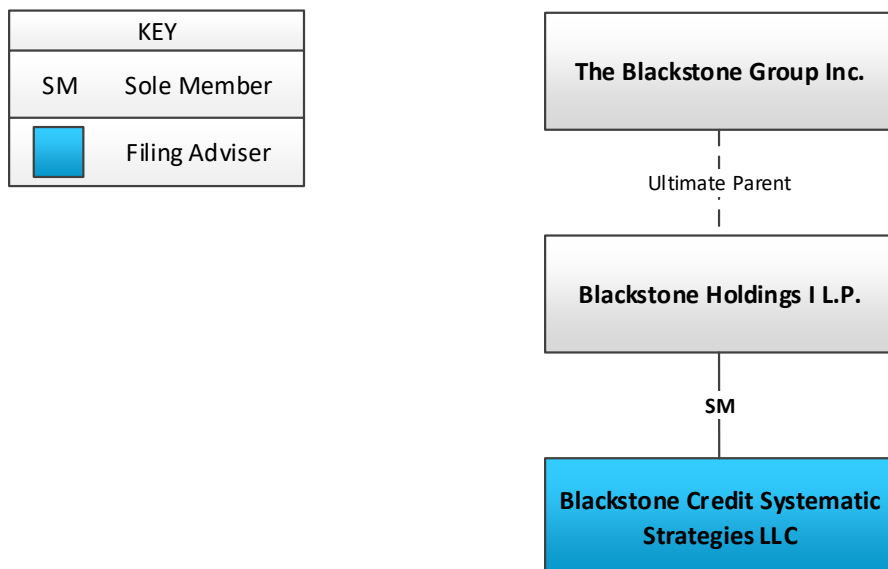 KEY
SM Sole Member
Filing Adviser
The Blackstone Group Inc.
Ultimate Parent
Blackstone Holdings I L.P.
SM
Blackstone Credit Systematic
Strategies LLC